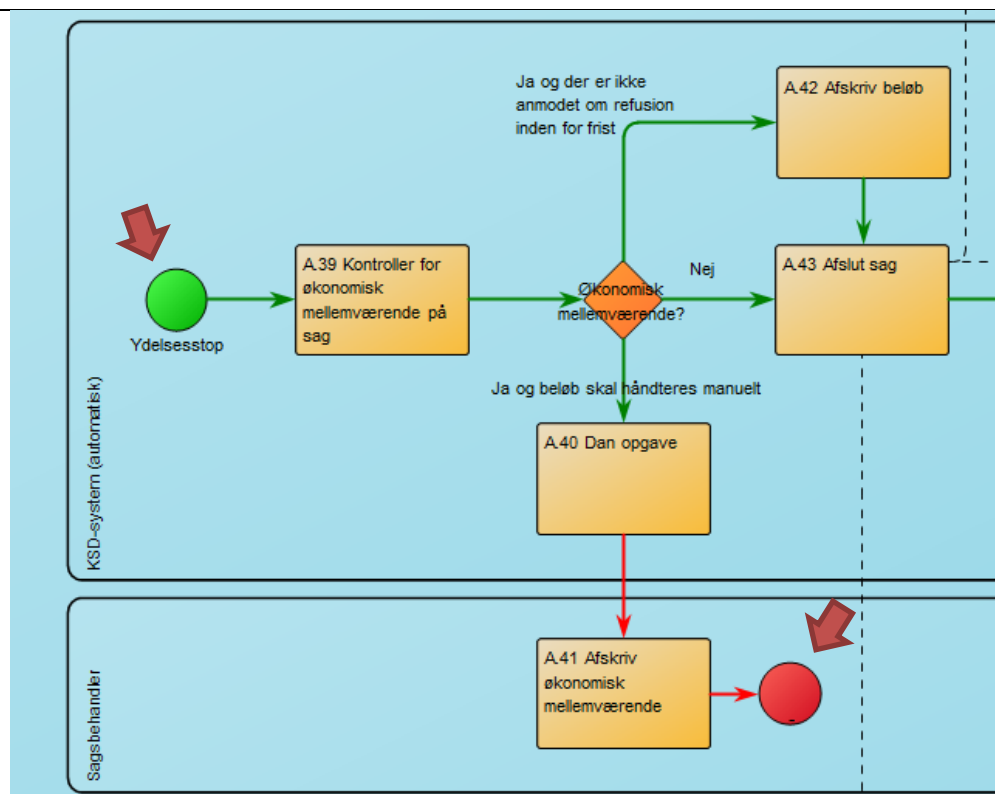 Ja og der er ikke
anmodet om refusion
inden for frist
A.42 Afskriv beløb
A.39 Kontroller for
økonomisk
mellemværende på
sag
Økonomisk
mellemværende?
Nej
A.43 Afslut sag
Ydelsesstop
Ja og beløb skal håndteres manuelt
A.40 Dan opgave
KSD-system (automatisk)
A.41 Afskriv
økonomisk
mellemværende
-
Sagsbehandler